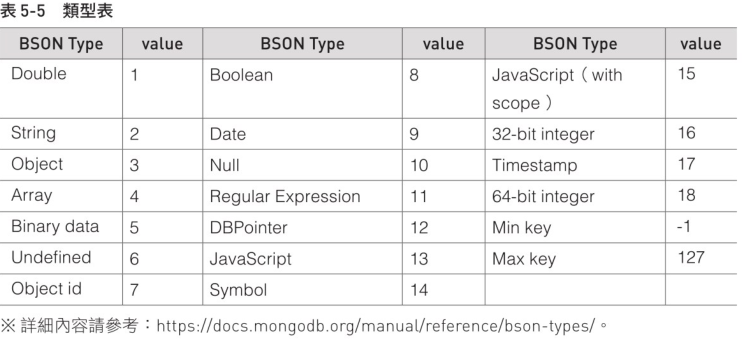 表 5-5 類型表
BSON Type value BSON Type value BSON Type value
Double 1 Boolean 8 JavaScript（with 15
scope）
String 2 Date 9 32-bit integer 16
Object 3 Null 10 Timestamp 17
Array 4 Regular Expression 11 64-bit integer 18
Binary data 5 DBPointer 12 Min key -1
Undefined 6 JavaScript 13 Max key 127
Object id 7 Symbol 14
※ 詳細內容請參考：https://docs.mongodb.org/manual/reference/bson-types/。